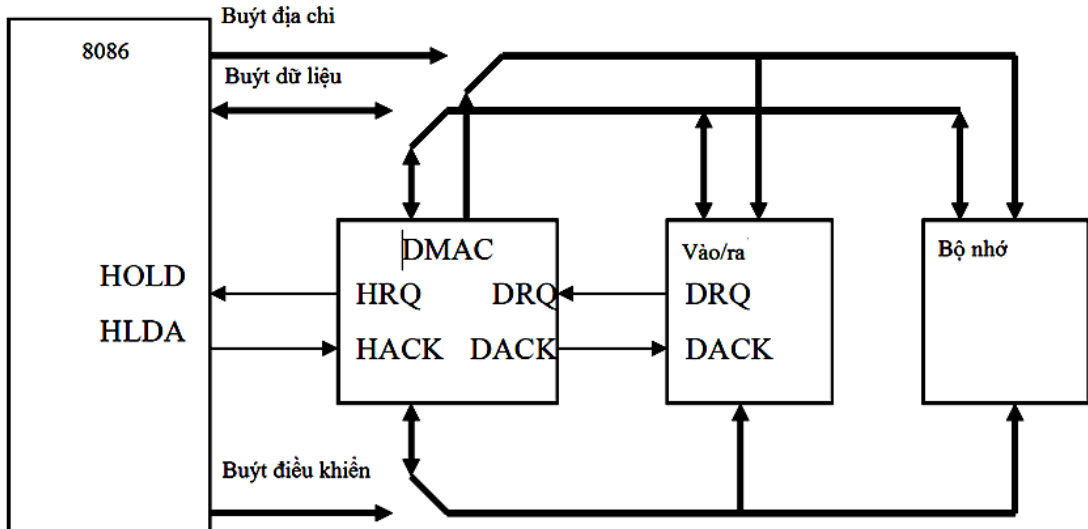 Buýt địa chi
8086
Buýt dữ liệu
DMAC
Vào/ra
Bộ nhớ
HOLD
HRQ
DRQ
DRQ
HLDA
HACK
DACK
DACK
Buýt điều khiển